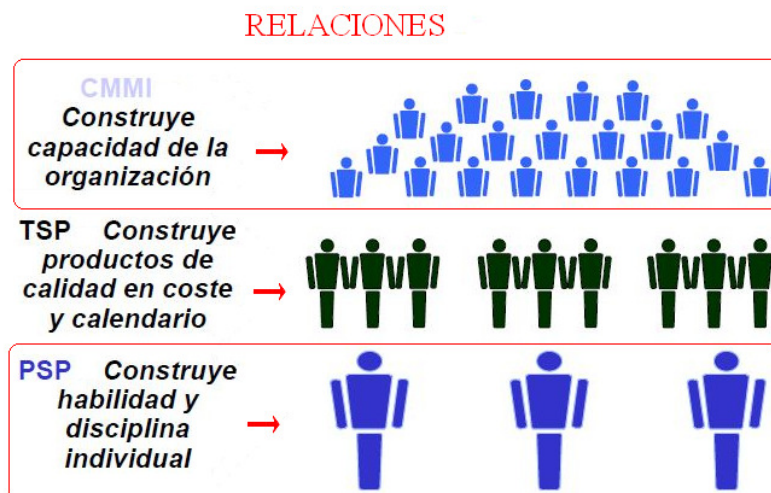 RELACIONES
CMMI
Construye
capacidad de la
organización
TSP Construye
productos de
calidad en coste
y calendario
PSP Construye
habilidad y
disciplina
individual